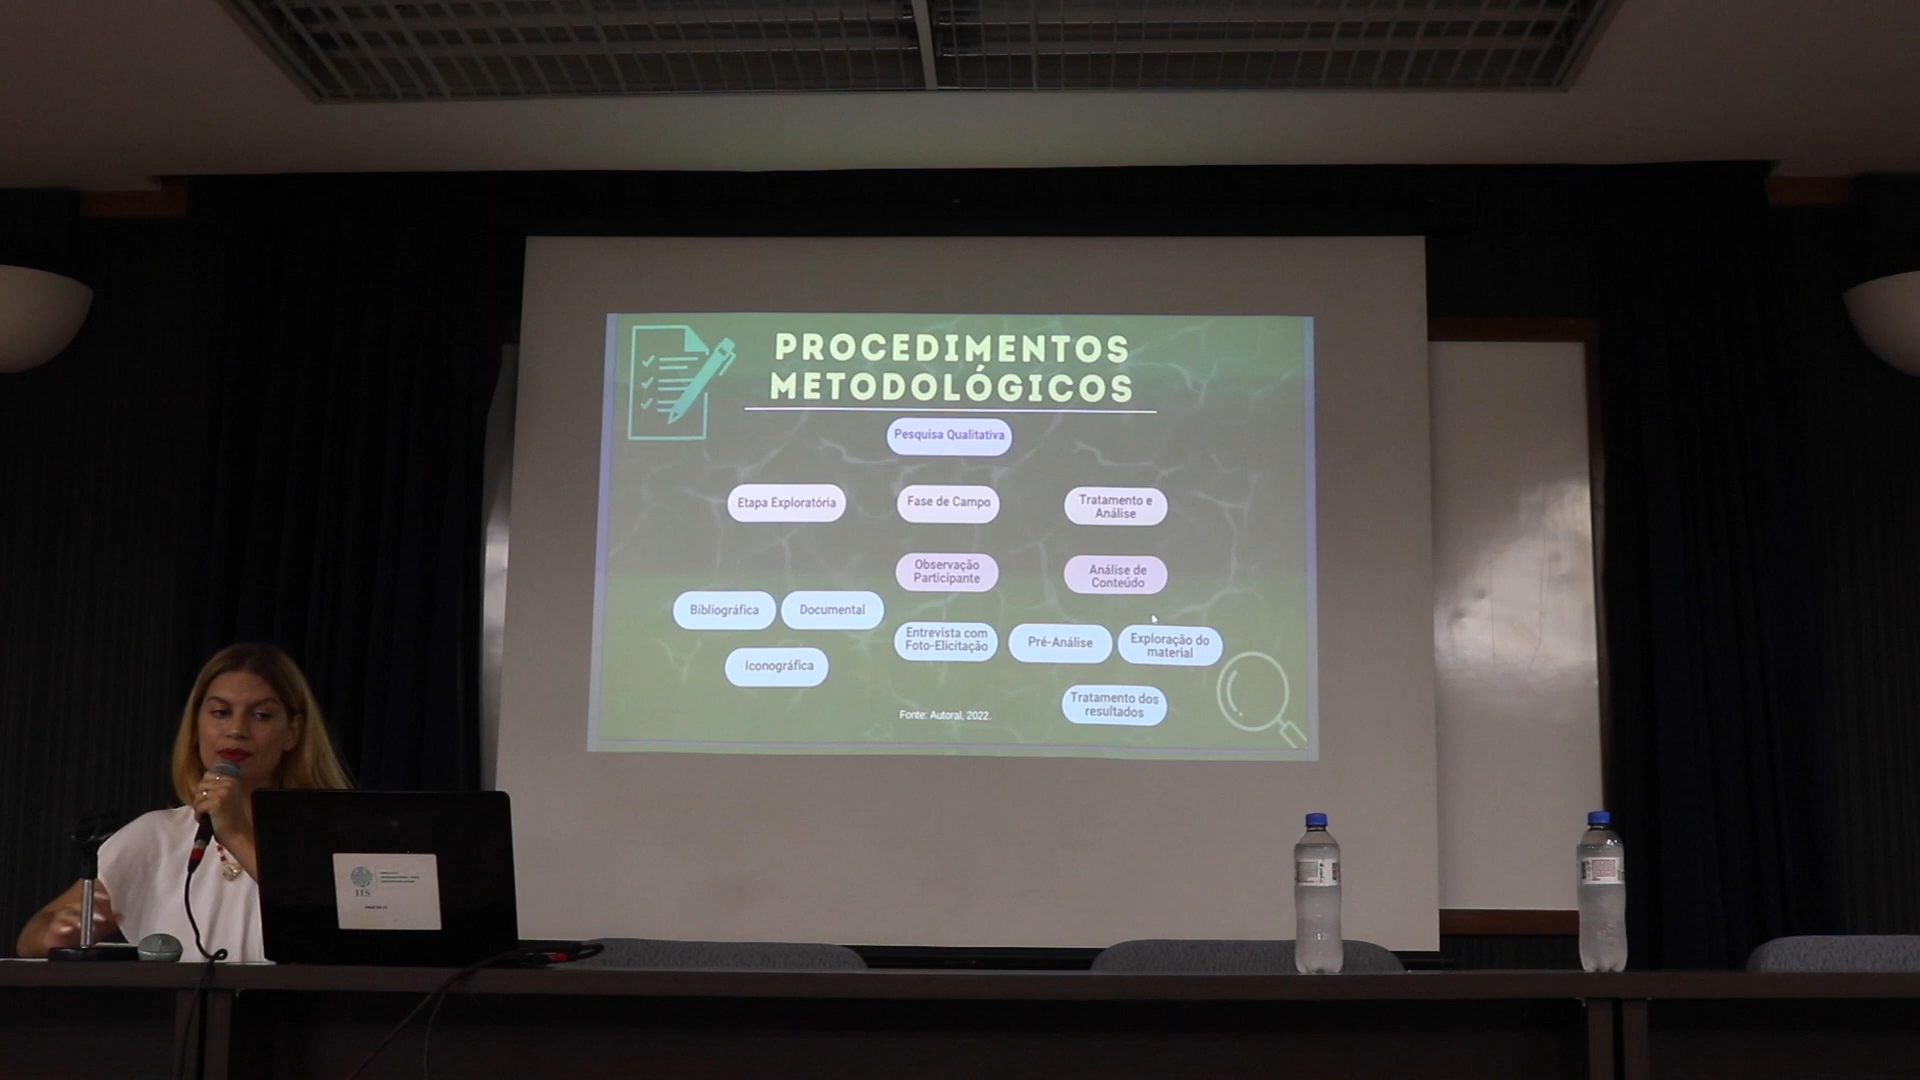 PROCEDIMENTOS
METODOLÓGICOS
Pesquisa Qualitativa
Etapa Exploratória
Fase de Campo
Tratamento e
Análise
Observação
Participante
Análise de
Conteúdo
Bibliográfica
Documental
Entrevista com
Foto-Elicitação
Pré-Análise
Exploração do
material
Iconográfica
Tratamento dos
resultados
Fonte: Autoral, 2022.